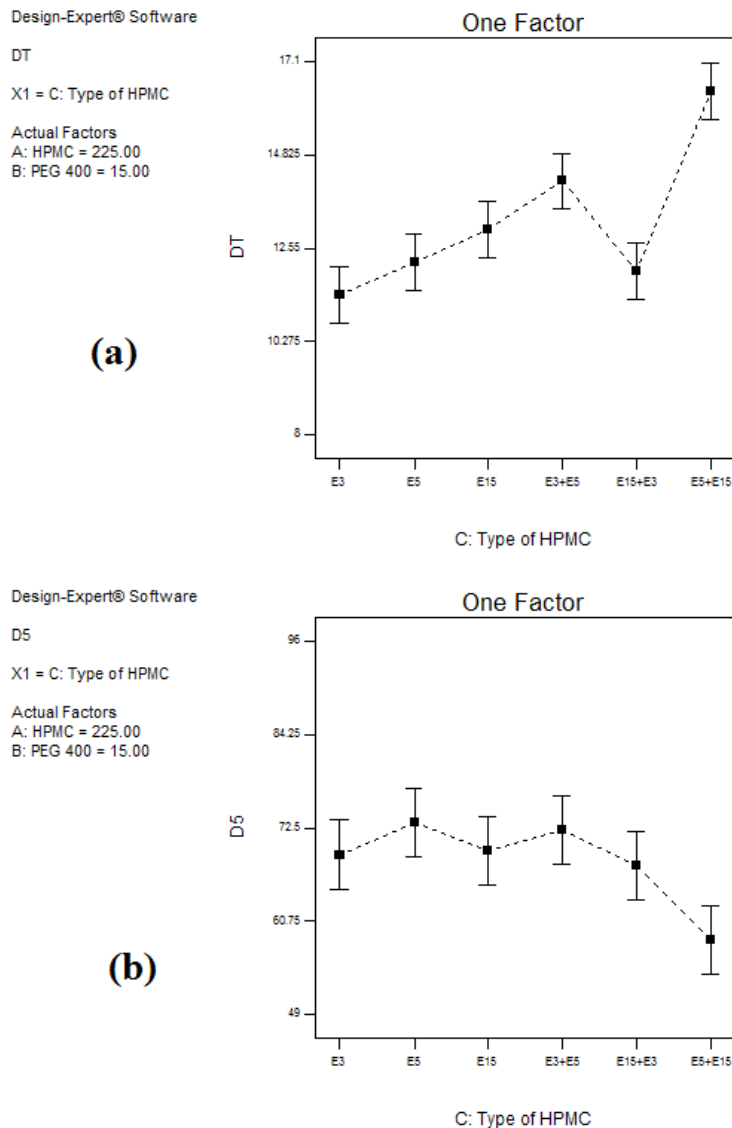 Design-Expert® Software
DT
X1 = C: Type of HPMC
Actual Factors
A: HPMC = 225.00
B: PEG 400 = 15.00
(a)
One Factor
17.1
14.825
12.55
10.275
8
DT
E3 E5 E15 E3+E5 E15+E3 E5+E15
C: Type of HPMC
Design-Expert® Software
D5
X1 = C: Type of HPMC
Actual Factors
A: HPMC = 225.00
B: PEG 400 = 15.00
(b)
One Factor
96
84.25
72.5
60.75
49
D5
E3 E5 E15 E3+E5 E15+E3 E5+E15
C: Type of HPMC